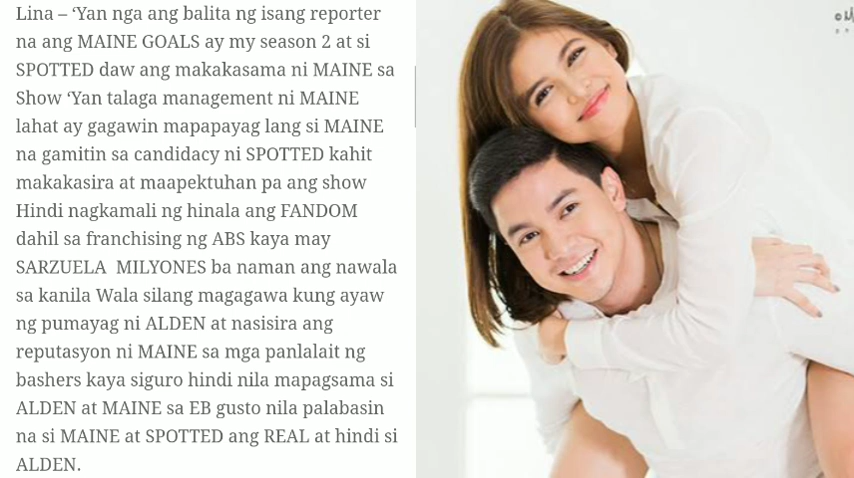 Lina – ‘Yan nga ang balita ng isang reporter
na ang MAINE GOALS ay my season 2 at si
SPOTTED daw ang makakasama ni MAINE sa
Show ‘Yan talaga management ni MAINE
lahat ay gagawin mapapayag lang si MAINE
na gamitin sa candidacy ni SPOTTED kahit
makakasira at maapektuhan pa ang show
Hindi nagkamali ng hinala ang FANDOM
dahil sa franchising ng ABS kaya may
SARZUELA  MILYONES ba naman ang nawala
sa kanila Wala silang magagawa kung ayaw
ng pumayag ni ALDEN at nasisira ang
reputasyon ni MAINE sa mga panlalait ng
bashers kaya siguro hindi nila mapagsama si
ALDEN at MAINE sa EB gusto nila palabasin
na si MAINE at SPOTTED ang REAL at hindi si
ALDEN.